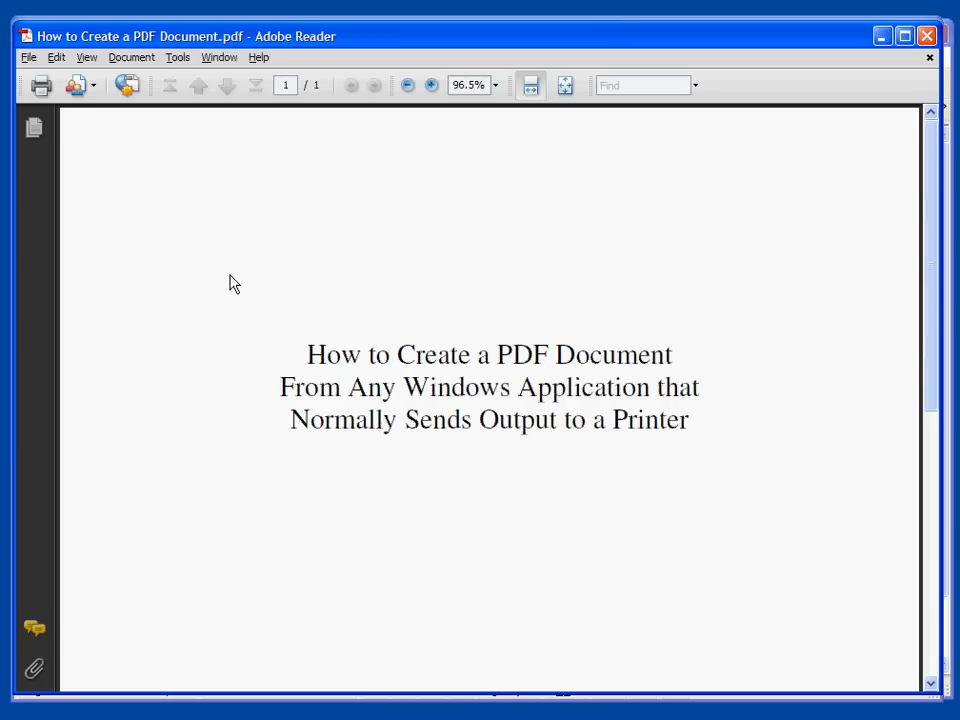 How to Create a PDF Document.pdf - Adobe Reader
File Edit View Document Tools Window Help
1 / 1 96.5% Find
How to Create a PDF Document
From Any Windows Application that
Normally Sends Output to a Printer